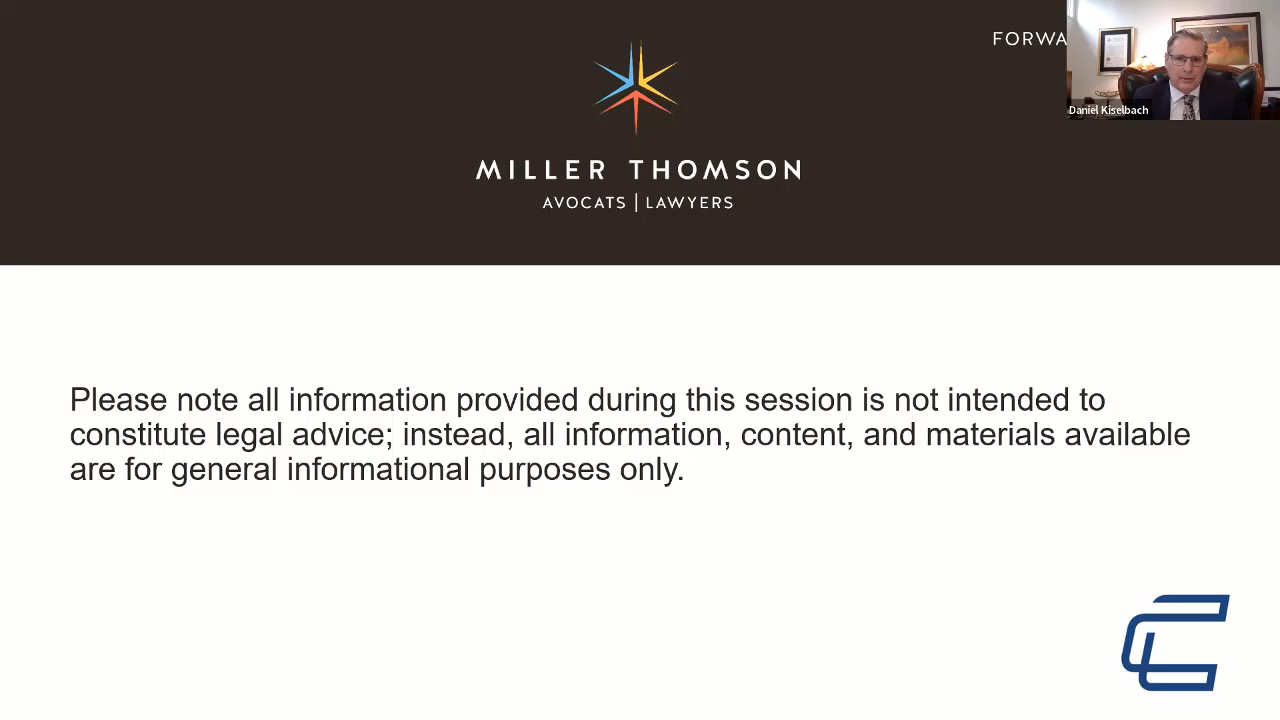 FORWA
Daniel Kiselbach
MILLER THOMSON
AVOCATS | LAWYERS
Please note all information provided during this session is not intended to
constitute legal advice; instead, all information, content, and materials available
are for general informational purposes only.